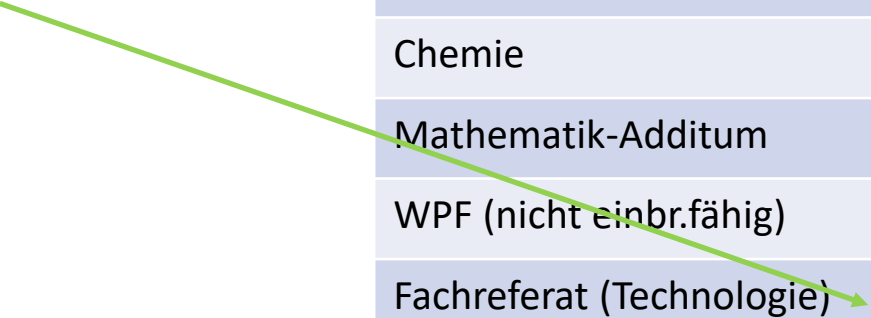 Chemie
Mathematik-Additum
WPF (nicht einbr.fähig)
Fachreferat (Technologie)